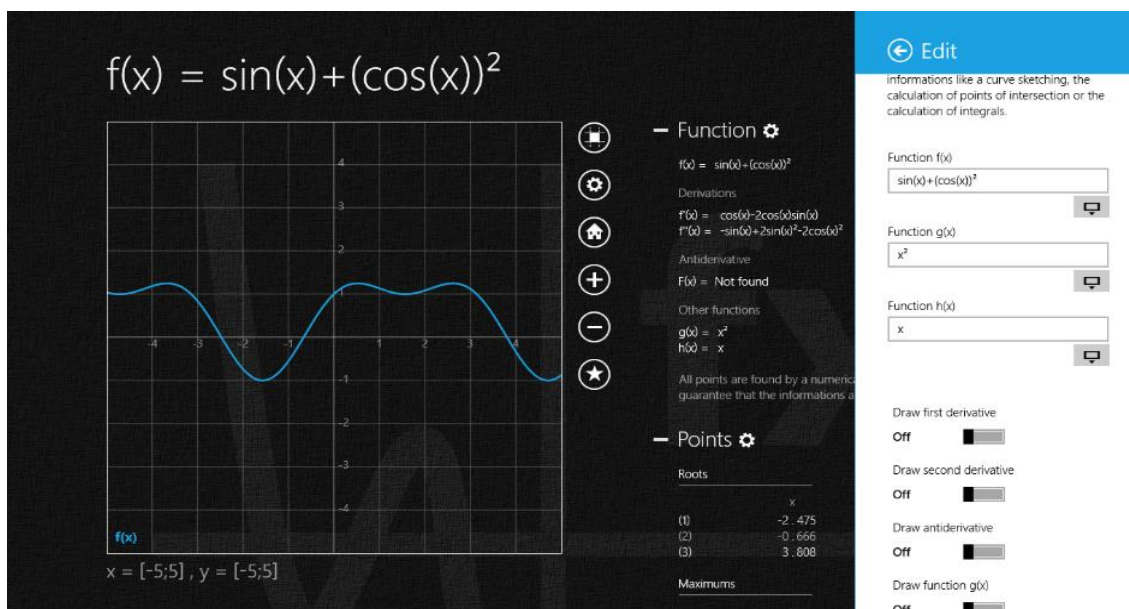 f(x) = sin(x)+(cos(x))²
4
3
2
1
-4 -3 -2 -1 1 2 3 4
-1
-2
-3
-4
f(x)
x = [-5;5] , y = [-5;5]
Function
f(x) = sin(x)+(cos(x))²
Derivations
f'(x) = cos(x)-2cos(x)sin(x)
f''(x) = -sin(x)+2sin(x)²-2cos(x)²
Antiderivative
F(x) = Not found
Other functions
g(x) = x²
h(x) = x
All points are found by a numerica
guarantee that the informations a
Points
Roots
x
(1) -2.475
(2) -0.666
(3) 3.808
Maximums
Edit
informations like a curve sketching, the
calculation of points of intersection or the
calculation of integrals.
Function f(x)
sin(x)+(cos(x))²
Function g(x)
x²
Function h(x)
x
Draw first derivative
Off
Draw second derivative
Off
Draw antiderivative
Off
Draw function g(x)
Off